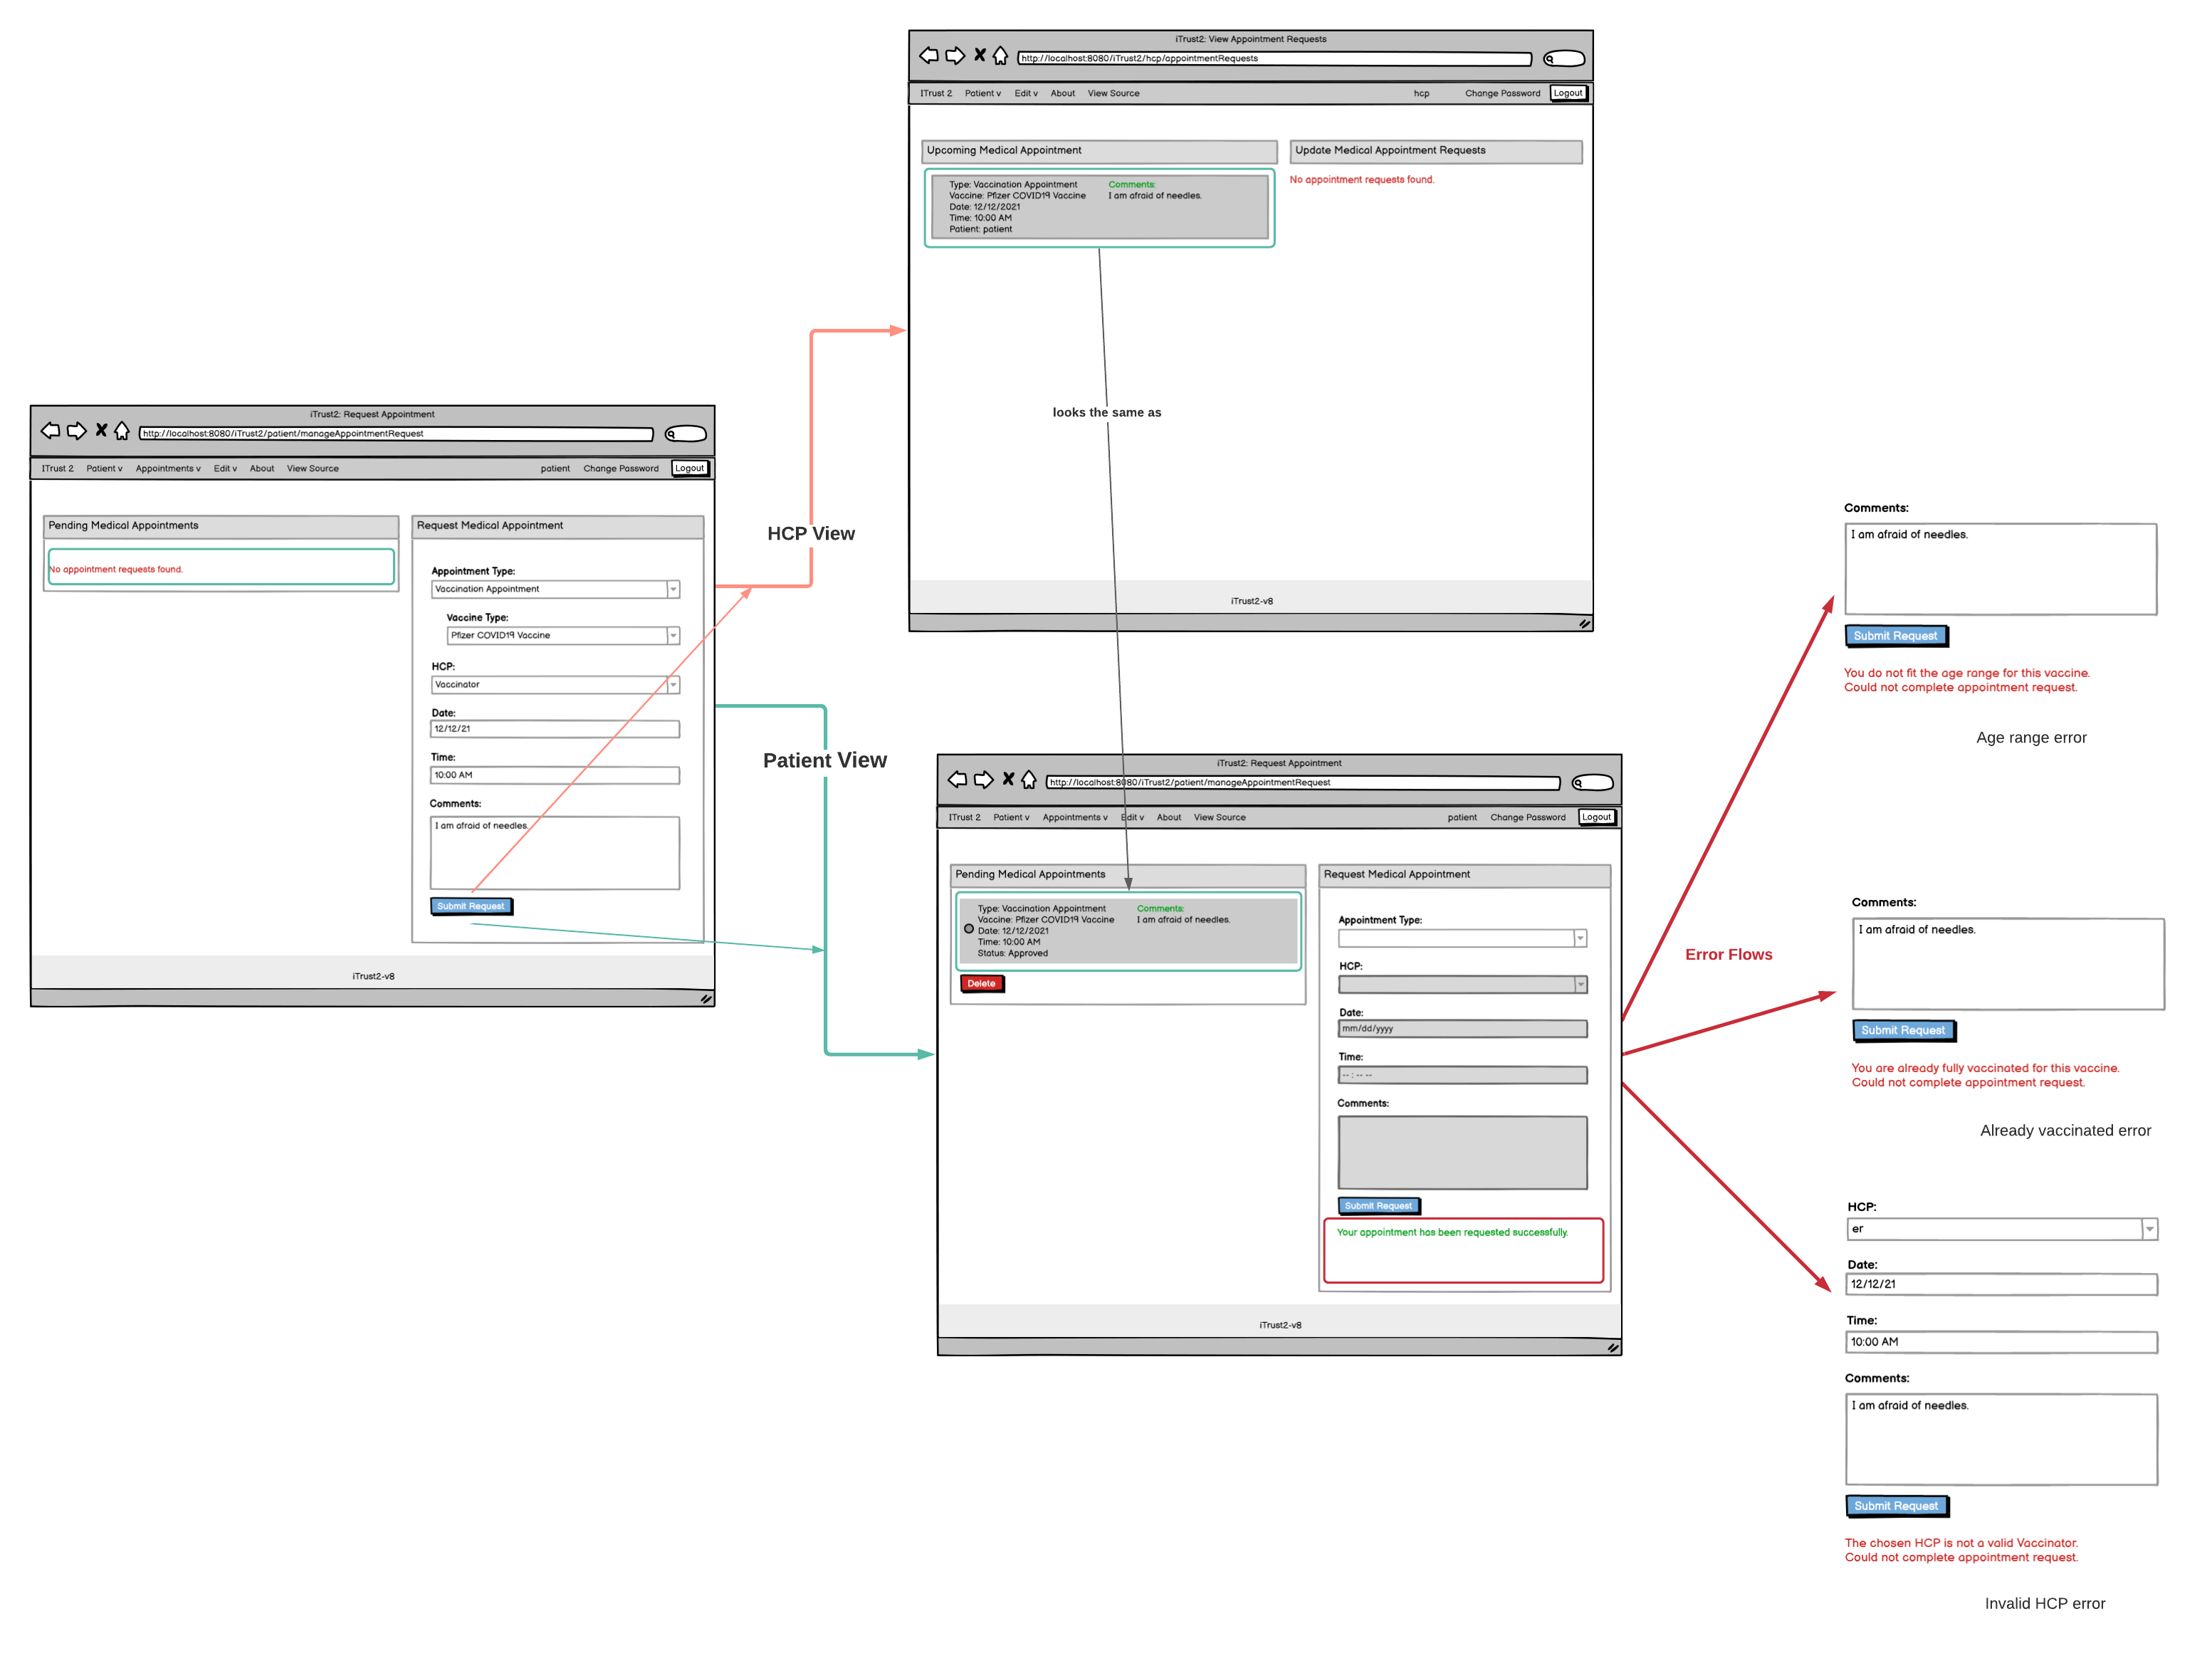 iTrust2: View Appointment Requests
http://localhost:8080/iTrust2/hcp/appointmentRequests
ITrust 2 Patient v Edit v About View Source hcp Change Password Logout
Upcoming Medical Appointment
Type: Vaccination Appointment
Vaccine: Pfizer COVID19 Vaccine
Date: 12/12/2021
Time: 10:00 AM
Patient: patient
Comments:
I am afraid of needles.
Update Medical Appointment Requests
No appointment requests found.
iTrust2-v8
looks the same as
HCP View
Patient View
iTrust2: Request Appointment
http://localhost:8080/iTrust2/patient/manageAppointmentRequest
ITrust 2 Patient v Appointments v Edit v About View Source patient Change Password Logout
Pending Medical Appointments
No appointment requests found.
Request Medical Appointment
Appointment Type:
Vaccination Appointment
Vaccine Type:
Pfizer COVID19 Vaccine
HCP:
Vaccinator
Date:
12/12/21
Time:
10:00 AM
Comments:
I am afraid of needles.
Submit Request
iTrust2-v8
iTrust2: Request Appointment
http://localhost:8080/iTrust2/patient/manageAppointmentRequest
ITrust 2 Patient v Appointments v Edit v About View Source patient Change Password Logout
Pending Medical Appointments
Type: Vaccination Appointment
Vaccine: Pfizer COVID19 Vaccine
Date: 12/12/2021
Time: 10:00 AM
Status: Approved
Comments:
I am afraid of needles.
Delete
Request Medical Appointment
Appointment Type:
HCP:
Date:
mm/dd/yyyy
Time:
-- : -- --
Comments:
Submit Request
Your appointment has been requested successfully.
iTrust2-v8
Error Flows
Comments:
I am afraid of needles.
Submit Request
You do not fit the age range for this vaccine.
Could not complete appointment request.
Age range error
Comments:
I am afraid of needles.
Submit Request
You are already fully vaccinated for this vaccine.
Could not complete appointment request.
Already vaccinated error
HCP:
er
Date:
12/12/21
Time:
10:00 AM
Comments:
I am afraid of needles.
Submit Request
The chosen HCP is not a valid Vaccinator.
Could not complete appointment request.
Invalid HCP error